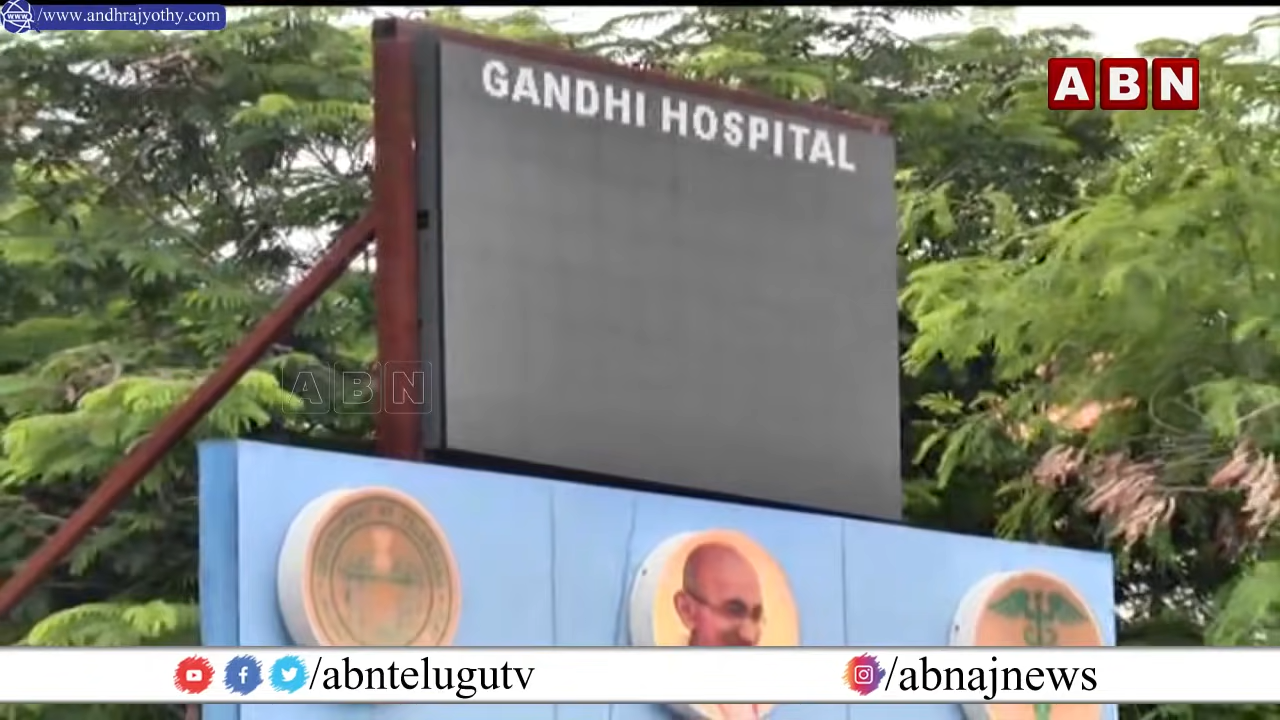 /www.andhrajyothy.com
ABN
GANDHI HOSPITAL
ABN
/abntelugutv
/abnajnews